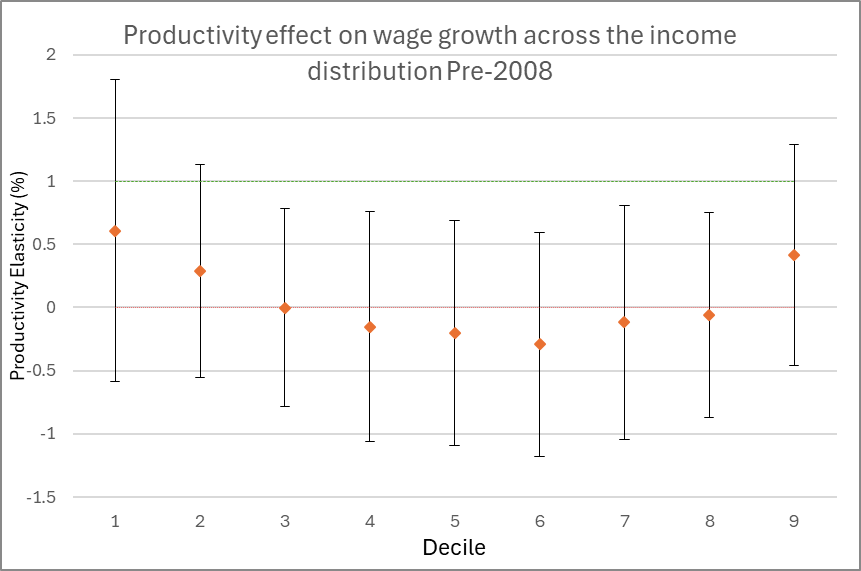 Productivity effect on wage growth across the income
distribution Pre-2008
Productivity Elasticity (%)
2
1.5
1
0.5
0
-0.5
-1
-1.5
1 2 3 4 5 6 7 8 9
Decile